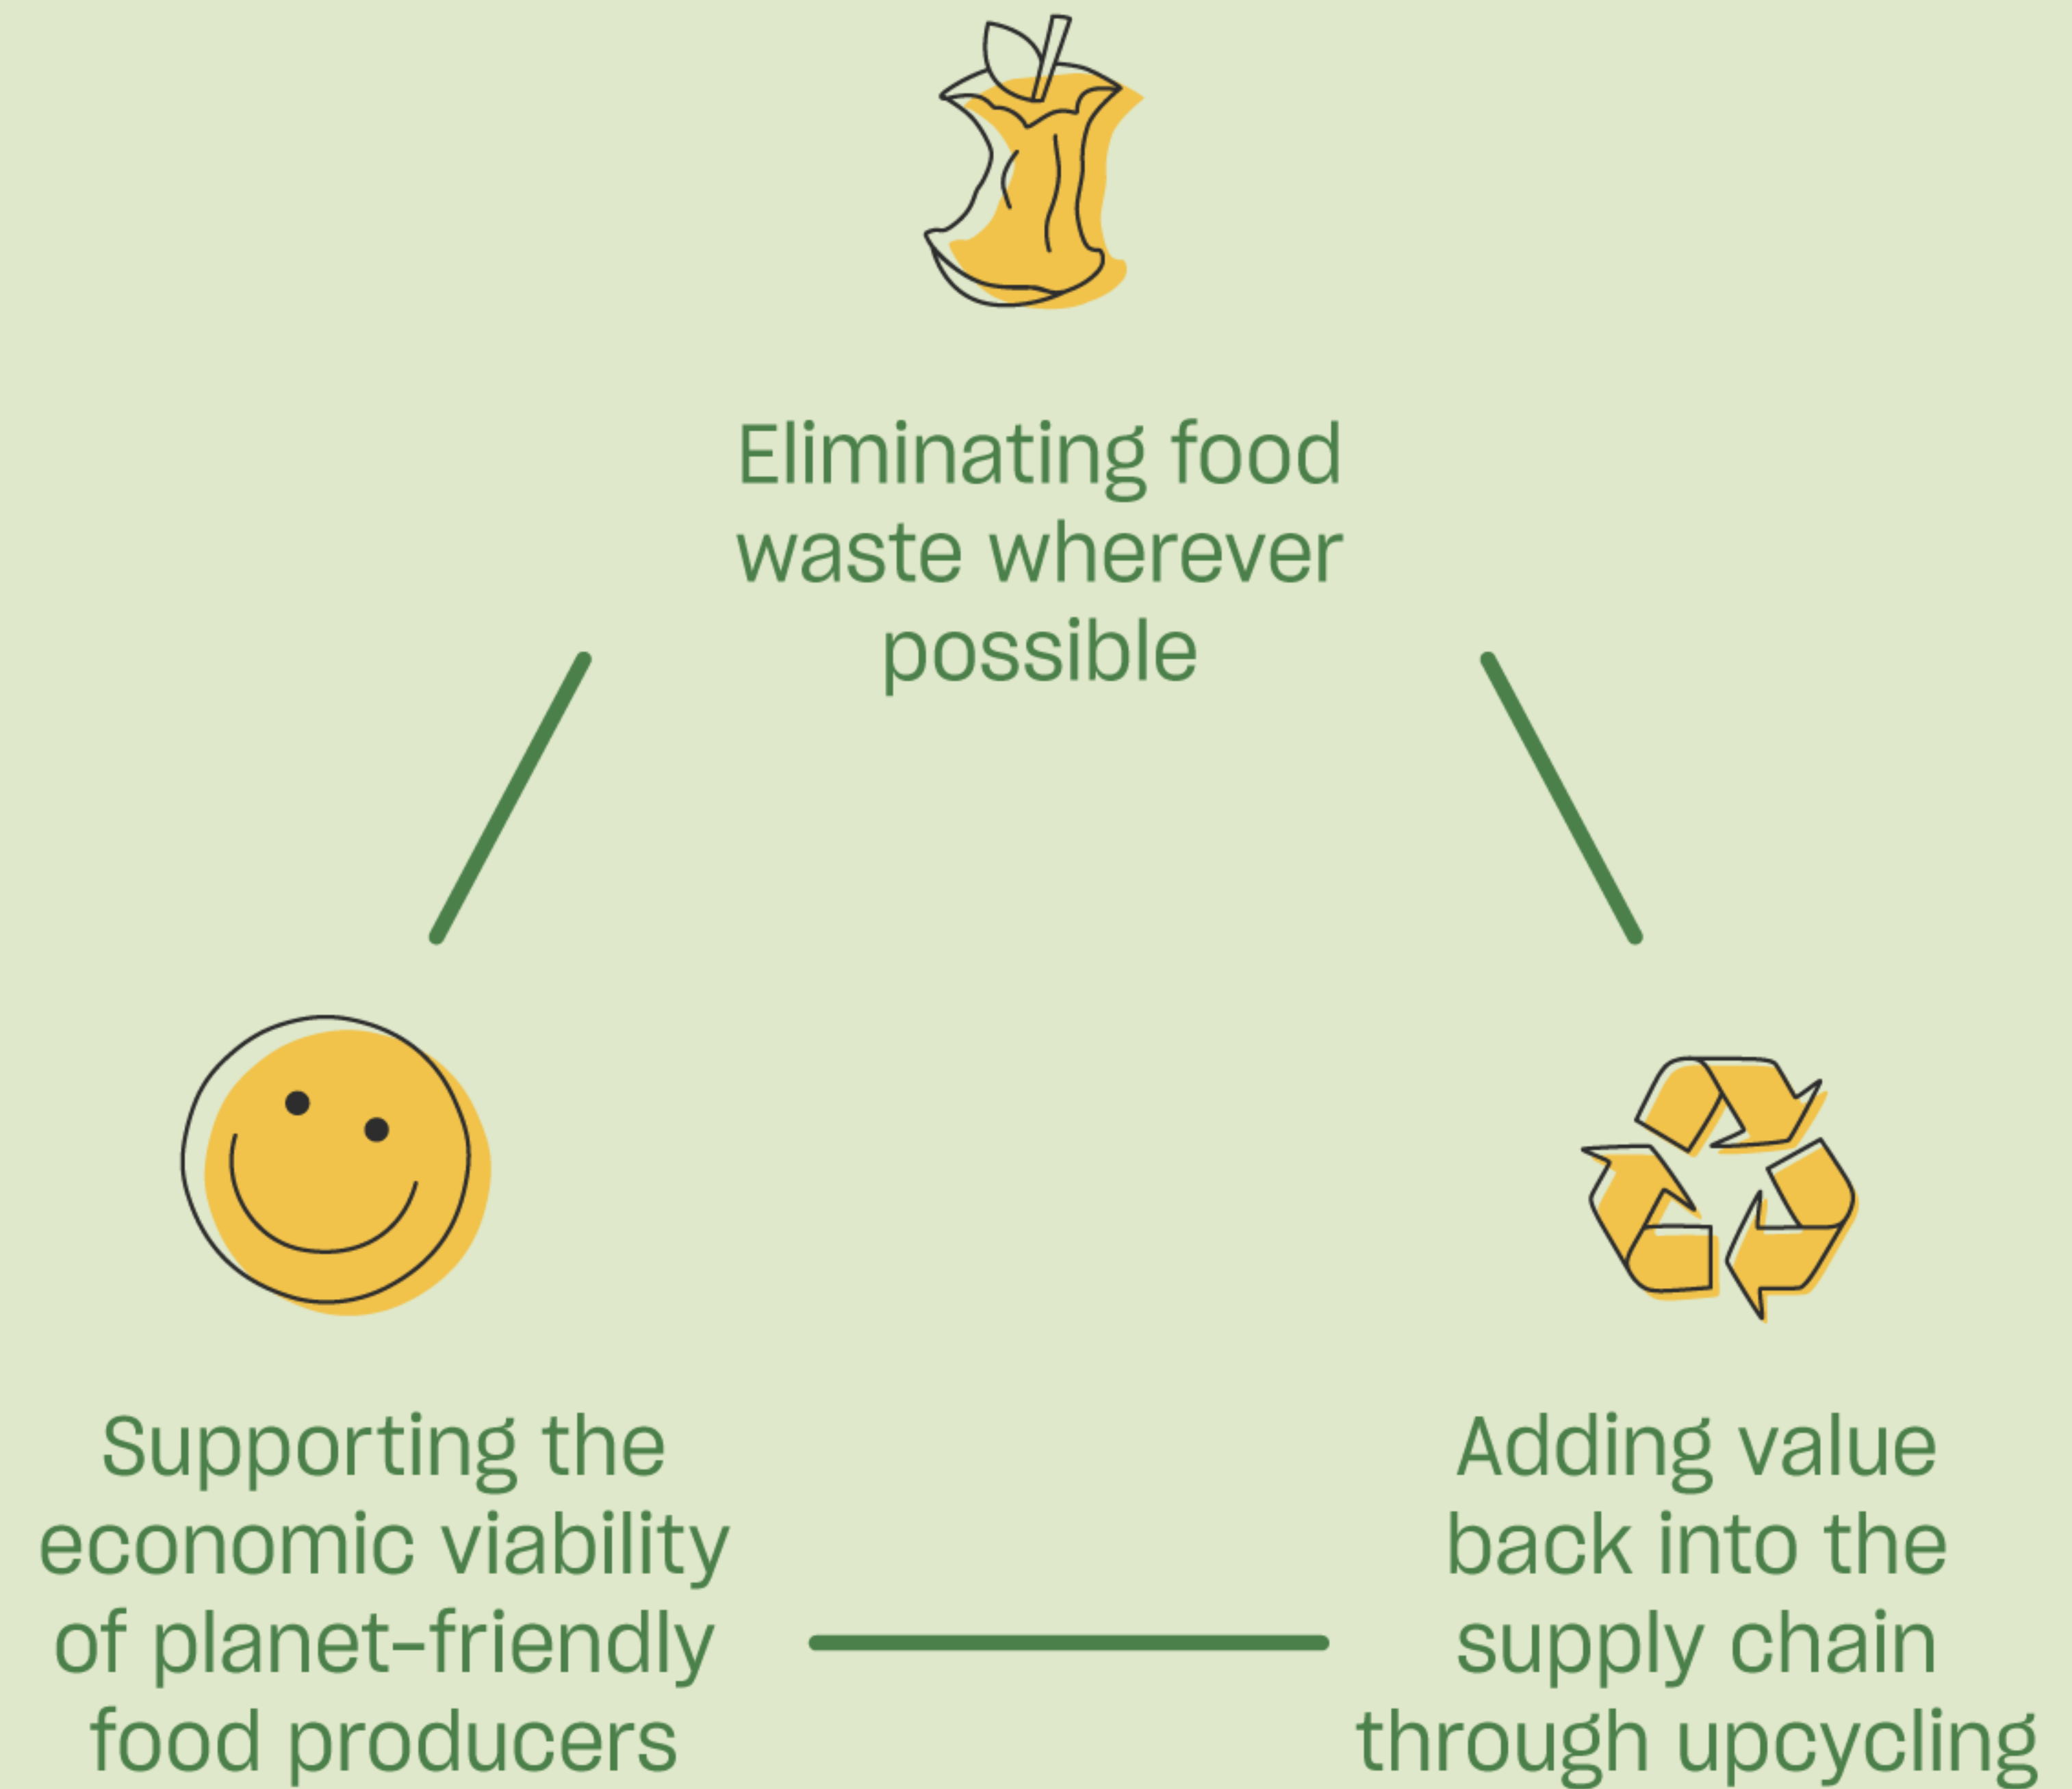 Eliminating food
waste wherever
possible
Supporting the
economic viability
of planet-friendly
food producers
Adding value
back into the
supply chain
through upcycling